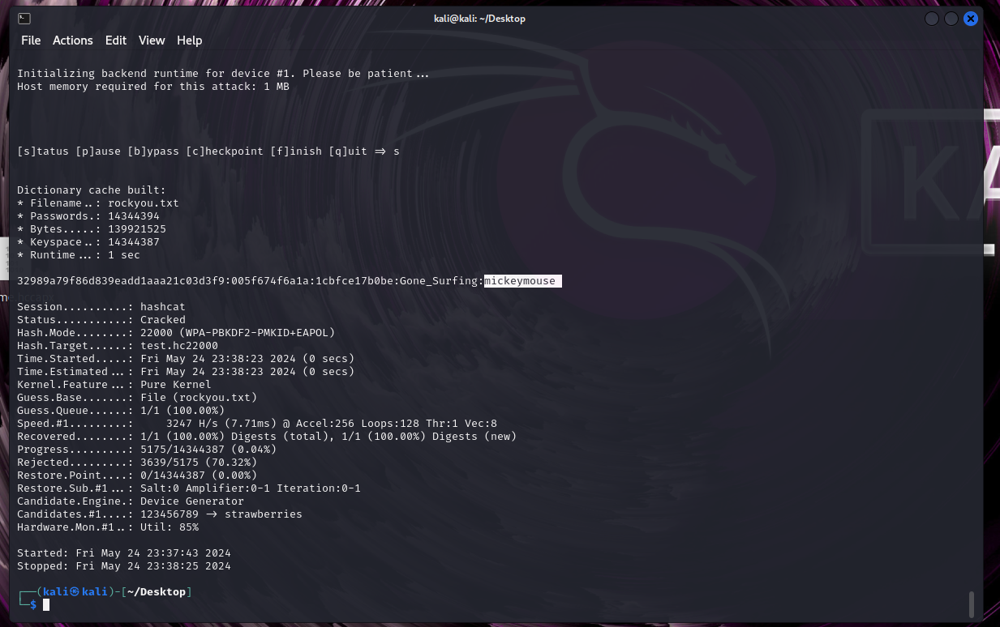 kali@kali: ~/Desktop
File Actions Edit View Help
Initializing backend runtime for device #1. Please be patient...
Host memory required for this attack: 1 MB
[s]tatus [p]ause [b]ypass [c]heckpoint [f]inish [q]uit => s
Dictionary cache built:
* Filename..: rockyou.txt
* Passwords.: 14344394
* Bytes.....: 139921525
* Keyspace..: 14344387
* Runtime...: 1 sec
32989a79f86d839eadd1aaa21c03d3f9:005f674f6a1a:1cbfce17b0be:Gone_Surfing:mickeymouse
Session..........: hashcat
Status...........: Cracked
Hash.Mode........: 22000 (WPA-PBKDF2-PMKID+EAPOL)
Hash.Target......: test.hc22000
Time.Started.....: Fri May 24 23:38:23 2024 (0 secs)
Time.Estimated...: Fri May 24 23:38:23 2024 (0 secs)
Kernel.Feature...: Pure Kernel
Guess.Base.......: File (rockyou.txt)
Guess.Queue......: 1/1 (100.00%)
Speed.#1.........:     3247 H/s (7.71ms) @ Accel:256 Loops:128 Thr:1 Vec:8
Recovered........: 1/1 (100.00%) Digests (total), 1/1 (100.00%) Digests (new)
Progress.........: 5175/14344387 (0.04%)
Rejected.........: 3639/5175 (70.32%)
Restore.Point....: 0/14344387 (0.00%)
Restore.Sub.#1...: Salt:0 Amplifier:0-1 Iteration:0-1
Candidate.Engine.: Device Generator
Candidates.#1....: 123456789 -> strawberries
Hardware.Mon.#1..: Util: 85%
Started: Fri May 24 23:37:43 2024
Stopped: Fri May 24 23:38:25 2024
┌──(kali㉿kali)-[~/Desktop]
└─$
KA